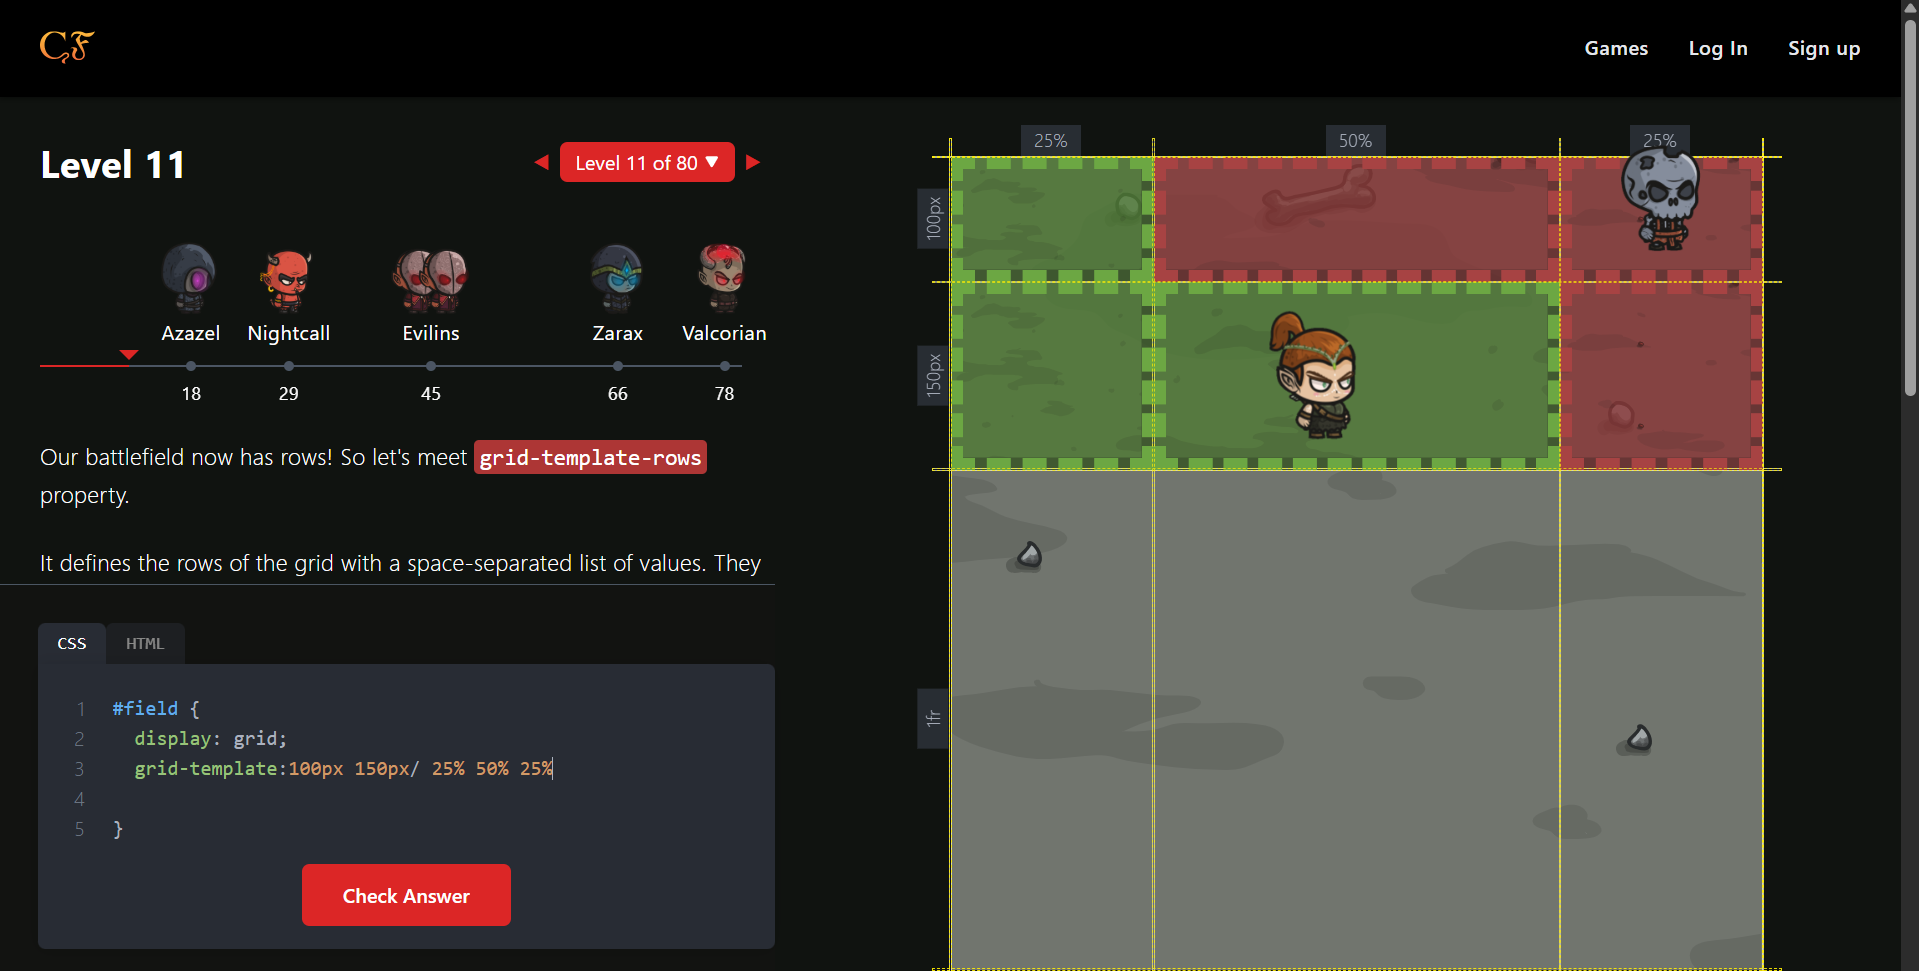 CF
Games Log In Sign up
Level 11
Level 11 of 80 ▼
Azazel Nightcall Evilins Zarax Valcorian
18 29 45 66 78
Our battlefield now has rows! So let's meet grid-template-rows
property.
It defines the rows of the grid with a space-separated list of values. They
CSS HTML
1 #field {
2 display: grid;
3 grid-template:100px 150px/ 25% 50% 25%
4
5 }
Check Answer
25% 50% 25%
100px
150px
1fr